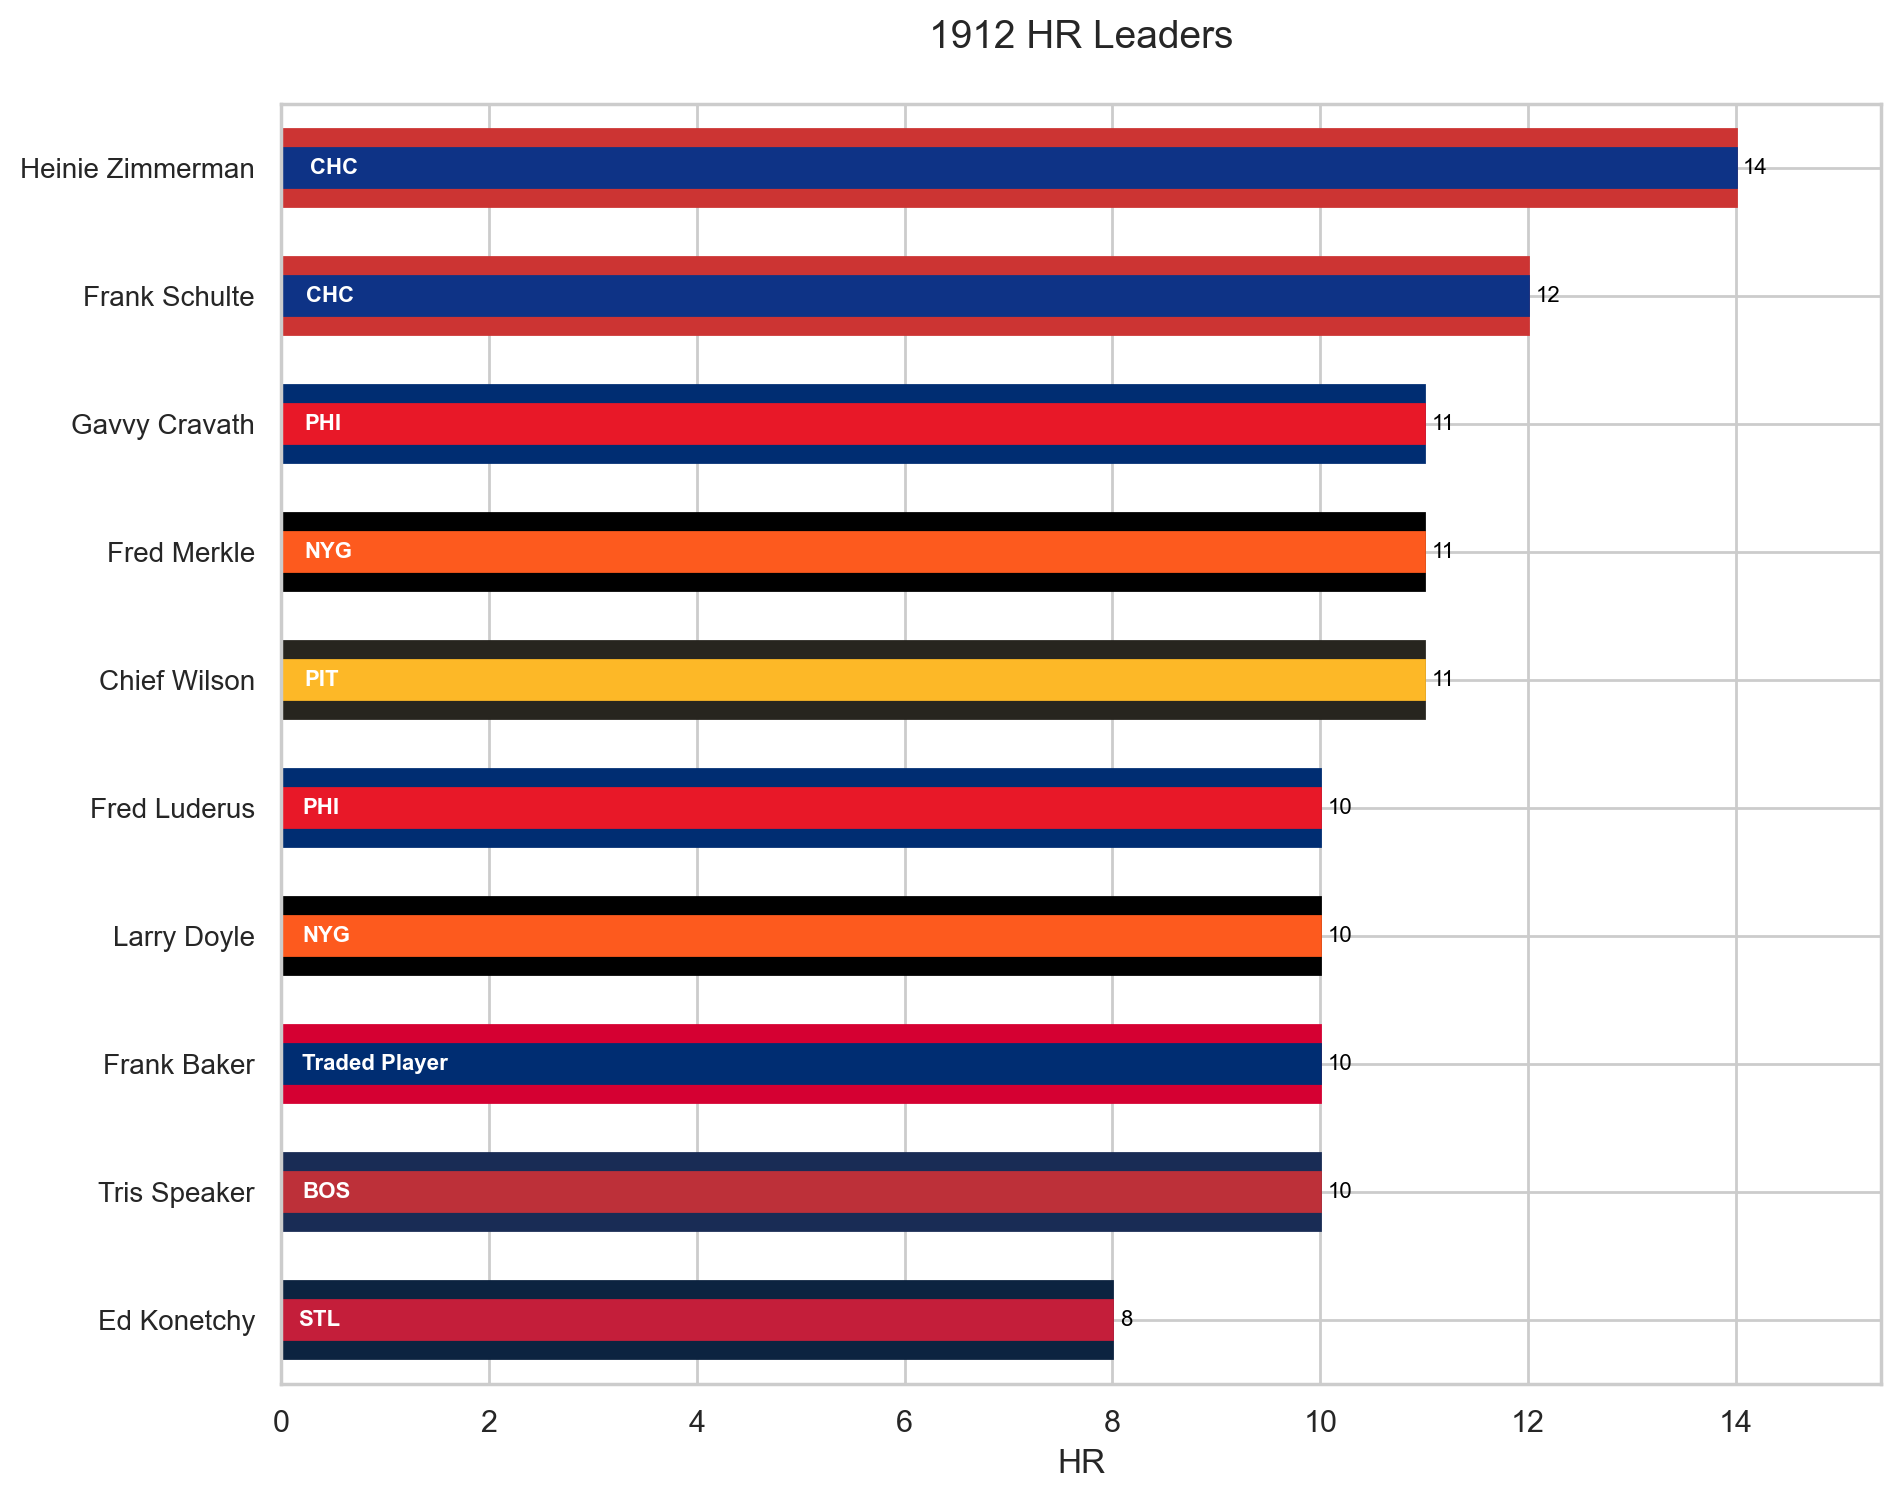 1912 HR Leaders
Heinie Zimmerman CHC 14
Frank Schulte CHC 12
Gavvy Cravath PHI 11
Fred Merkle NYG 11
Chief Wilson PIT 11
Fred Luderus PHI 10
Larry Doyle NYG 10
Frank Baker Traded Player 10
Tris Speaker BOS 10
Ed Konetchy STL 8
0 2 4 6 8 10 12 14
HR